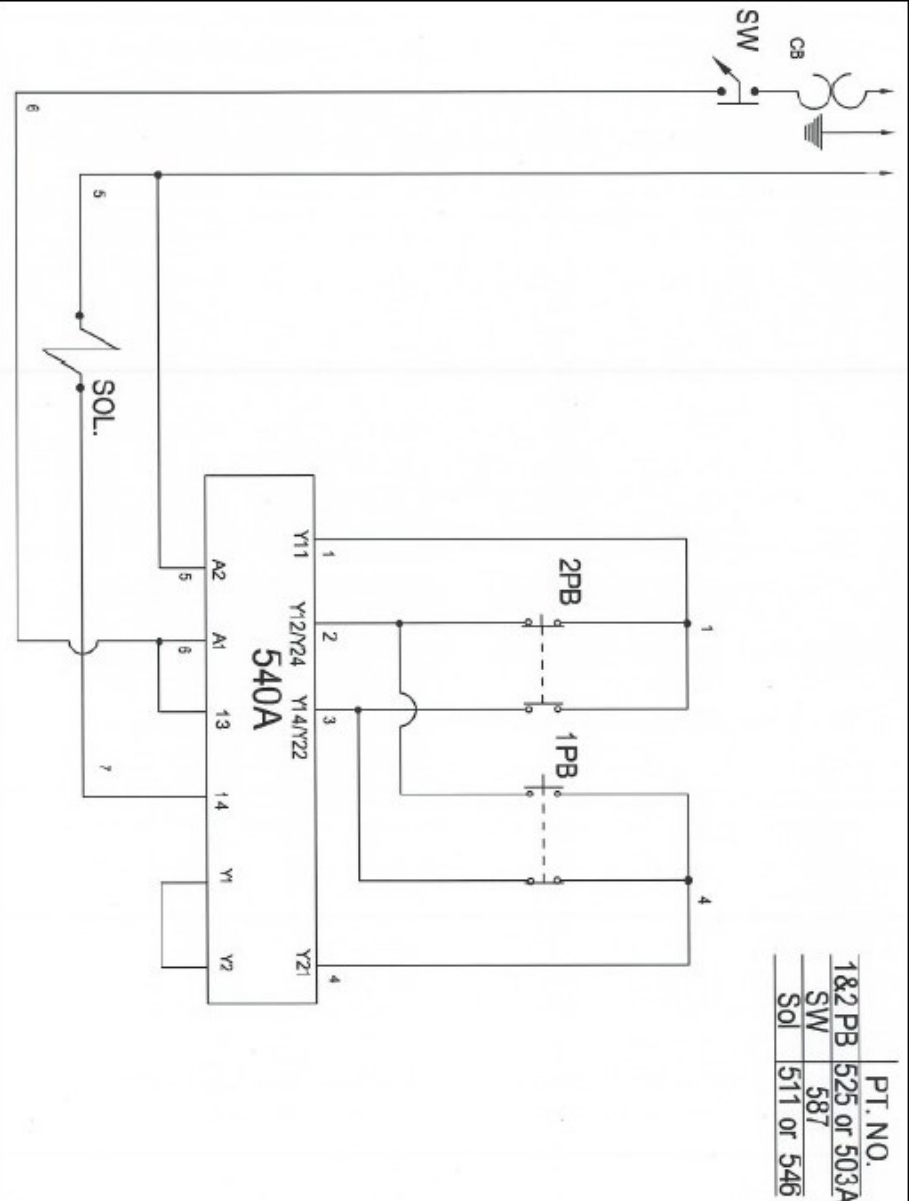 PT. NO.
1&2 PB 525 or 503A
SW 587
Sol 511 or 546
CB
SW
6
5
SOL.
1
2PB
1PB
4
1
2
3
4
Y11
Y12/Y24
Y14/Y22
Y21
540A
A2
A1
13
14
Y1
Y2
5
6
7